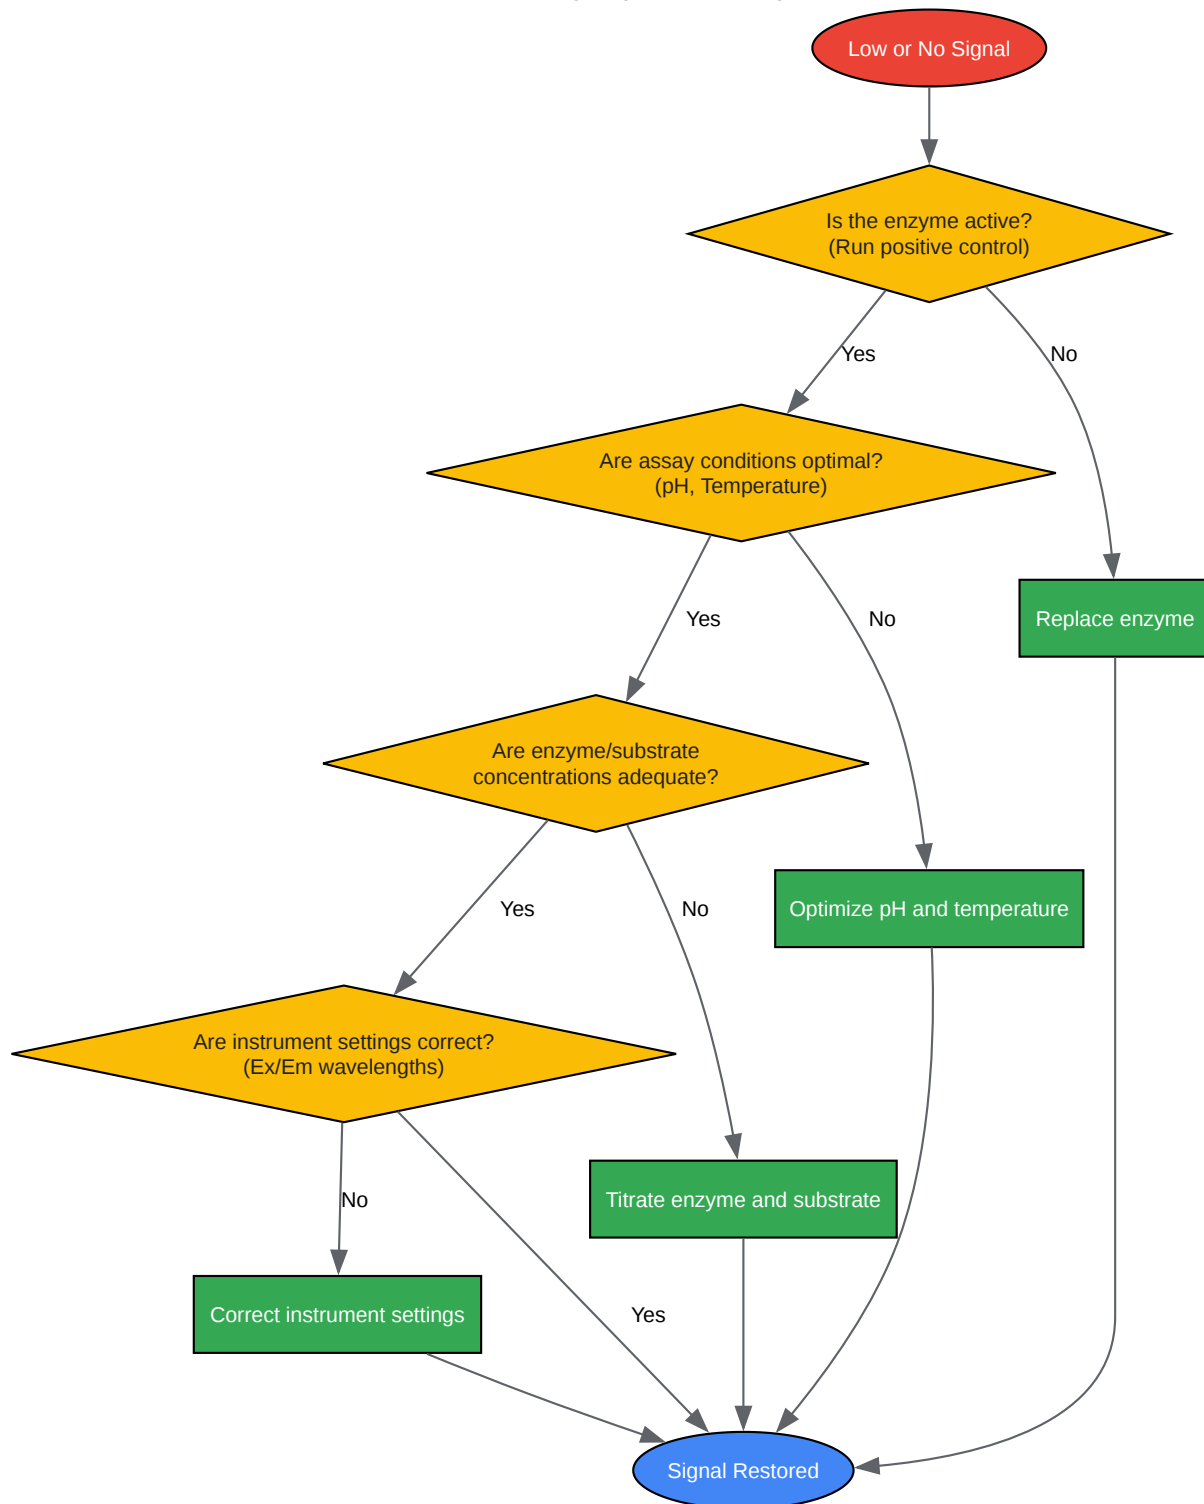 Low or No Signal
Is the enzyme active?
(Run positive control)
Yes
No
Are assay conditions optimal?
(pH, Temperature)
Yes
No
Replace enzyme
Are enzyme/substrate
concentrations adequate?
Yes
No
Optimize pH and temperature
Are instrument settings correct?
(Ex/Em wavelengths)
No
Titrate enzyme and substrate
Correct instrument settings
Yes
Signal Restored